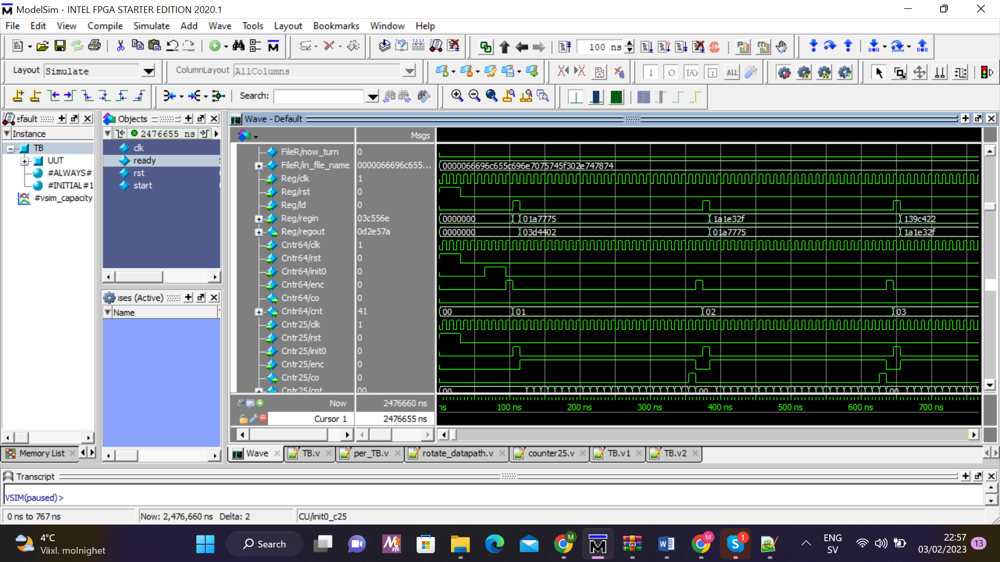 ModelSim - INTEL FPGA STARTER EDITION 2020.1
File Edit View Compile Simulate Add Wave Tools Layout Bookmarks Window Help
100 ns
Layout Simulate
ColumnLayout AllColumns
Search:
Instance
TB
UUT
#vsim_capacity
Objects
2476655 ns
clk
ready
rst
start
sses (Active)
Name
Wave - Default
Msgs
FileR/now_turn 0
FileR/in_file_name 0000066696c655... 0000066696c655c696e7075745f302e747874
Reg/clk 1
Reg/rst 0
Reg/ld 0
Reg/regin 03c556e 0000000 01a7775 1a1e32f 139c422
Reg/regout 0d2e57a 0000000 03d4402 01a7775 1a1e32f
Cntr64/clk 1
Cntr64/rst 0
Cntr64/init0 0
Cntr64/enc 0
Cntr64/co 0
Cntr64/cnt 41 00 01 02 03
Cntr25/clk 1
Cntr25/rst 0
Cntr25/init0 0
Cntr25/enc 0
Cntr25/co 0
Cntr25/cnt 00 00 00 00
Now 2476660 ns
ns 100 ns 200 ns 300 ns 400 ns 500 ns 600 ns 700 ns
Cursor 1 2476655 ns
Memory List
Wave TB.v per_TB.v rotate_datapath.v counter25.v TB.v1 TB.v2
Transcript
VSIM(paused)>
0 ns to 767 ns Now: 2,476,660 ns Delta: 2 CU/init0_c25
4°C
Växl. molnighet
Search
ENG
SV
22:57
03/02/2023
13